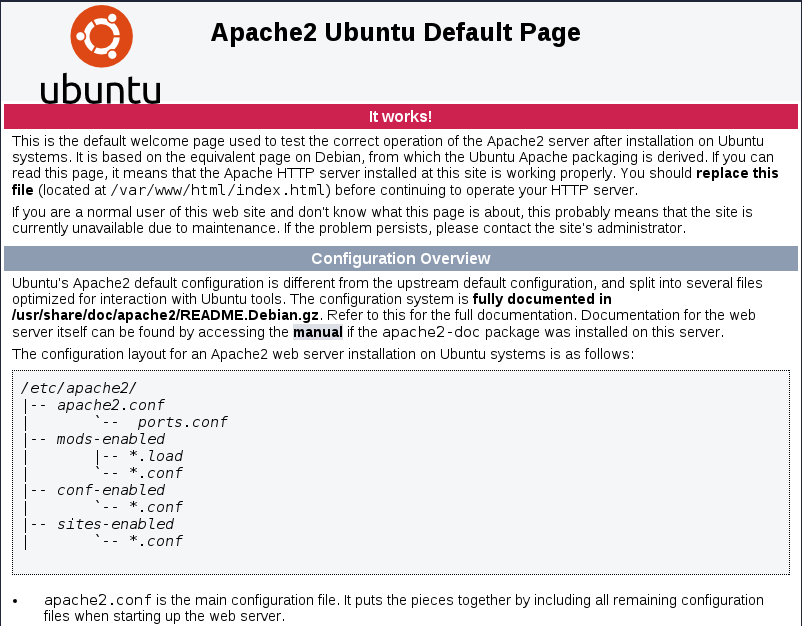 Apache2 Ubuntu Default Page
ubuntu
It works!
This is the default welcome page used to test the correct operation of the Apache2 server after installation on Ubuntu
systems. It is based on the equivalent page on Debian, from which the Ubuntu Apache packaging is derived. If you can
read this page, it means that the Apache HTTP server installed at this site is working properly. You should replace this
file (located at /var/www/html/index.html) before continuing to operate your HTTP server.
If you are a normal user of this web site and don't know what this page is about, this probably means that the site is
currently unavailable due to maintenance. If the problem persists, please contact the site's administrator.
Configuration Overview
Ubuntu's Apache2 default configuration is different from the upstream default configuration, and split into several files
optimized for interaction with Ubuntu tools. The configuration system is fully documented in
/usr/share/doc/apache2/README.Debian.gz. Refer to this for the full documentation. Documentation for the web
server itself can be found by accessing the manual if the apache2-doc package was installed on this server.
The configuration layout for an Apache2 web server installation on Ubuntu systems is as follows:
/etc/apache2/
|-- apache2.conf
|       `--  ports.conf
|-- mods-enabled
|       |-- *.load
|       `-- *.conf
|-- conf-enabled
|       `-- *.conf
|-- sites-enabled
|       `-- *.conf
• apache2.conf is the main configuration file. It puts the pieces together by including all remaining configuration
files when starting up the web server.